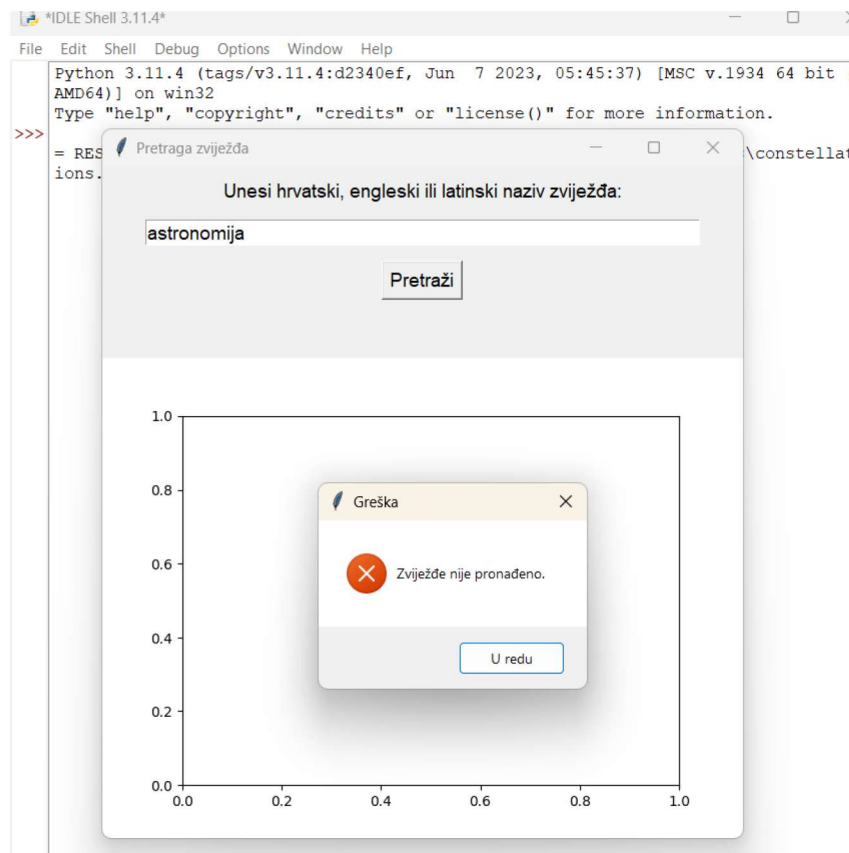 *IDLE Shell 3.11.4*
File Edit Shell Debug Options Window Help
Python 3.11.4 (tags/v3.11.4:d2340ef, Jun 7 2023, 05:45:37) [MSC v.1934 64 bit
AMD64)] on win32
Type "help", "copyright", "credits" or "license()" for more information.
>>>
= RES
\constellat
ions.
Pretraga zviježđa
Unesi hrvatski, engleski ili latinski naziv zviježđa:
astronomija
Pretraži
1.0
0.8
Greška
0.6
Zviježđe nije pronađeno.
0.4
U redu
0.2
0.0
0.0 0.2 0.4 0.6 0.8 1.0